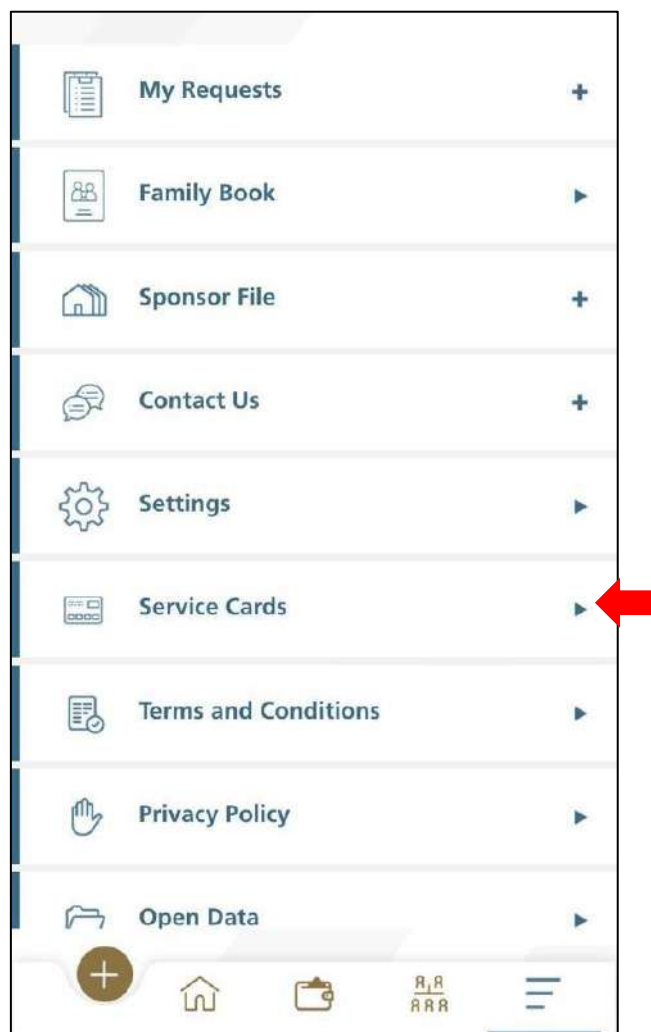 My Requests
Family Book
Sponsor File
Contact Us
Settings
Service Cards
Terms and Conditions
Privacy Policy
Open Data